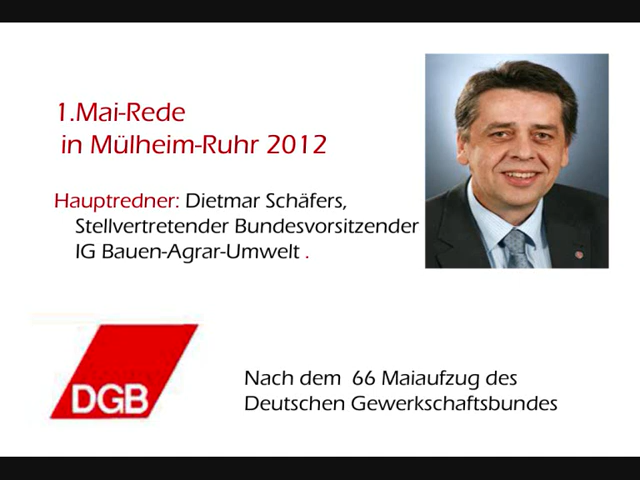 1.Mai-Rede
in Mülheim-Ruhr 2012
Hauptredner: Dietmar Schäfers,
Stellvertretender Bundesvorsitzender
IG Bauen-Agrar-Umwelt .
DGB
Nach dem 66 Maiaufzug des
Deutschen Gewerkschaftsbundes